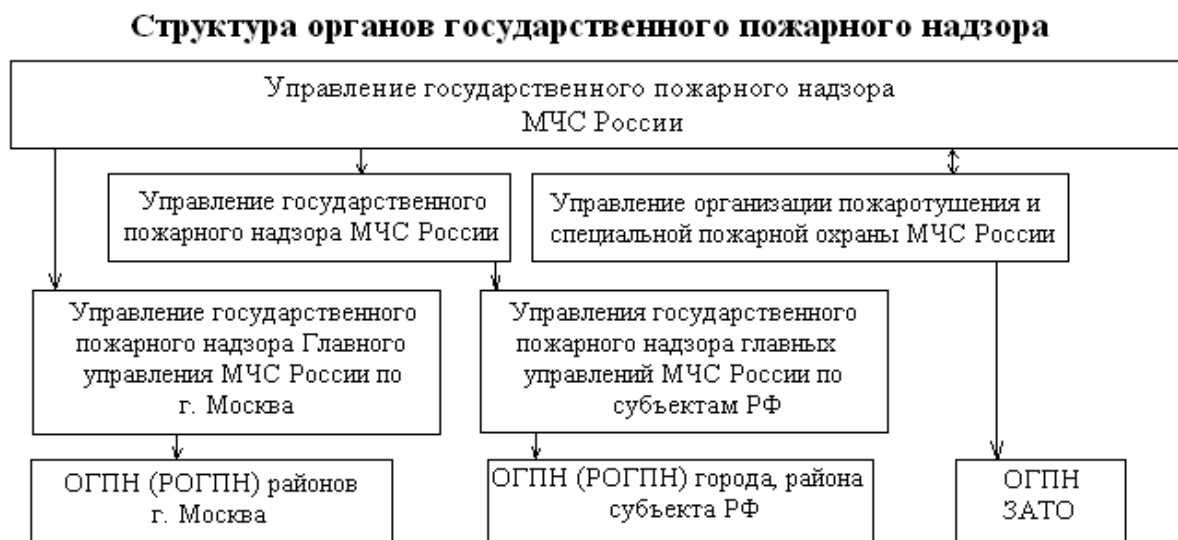 Структура органов государственного пожарного надзора
Управление государственного пожарного надзора
МЧС России
Управление государственного
пожарного надзора МЧС России
Управление организации пожаротушения и
специальной пожарной охраны МЧС России
Управление государственного
пожарного надзора Главного
управления МЧС России по
г. Москва
Управления государственного
пожарного надзора главных
управлений МЧС России по
субъектам РФ
ОГПН (РОГПН) районов
г. Москва
ОГПН (РОГПН) города, района
субъекта РФ
ОГПН
ЗАТО